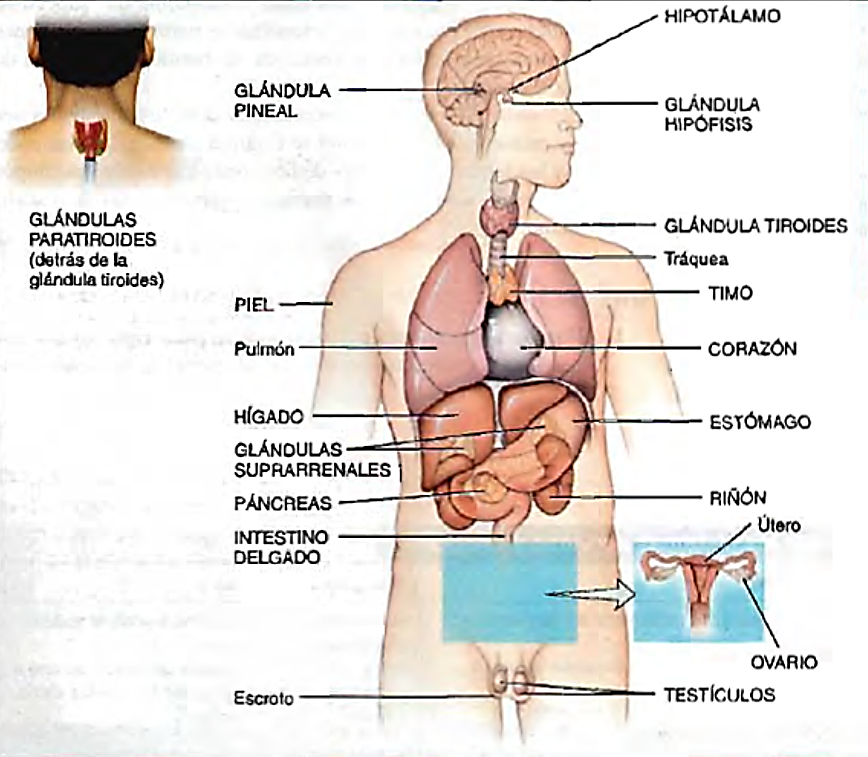 HIPOTÁLAMO
GLÁNDULA
PINEAL
GLÁNDULA
HIPÓFISIS
GLÁNDULAS
PARATIROIDES
(detrás de la
glándula tiroides)
GLÁNDULA TIROIDES
Tráquea
PIEL
TIMO
Pulmón
CORAZÓN
HÍGADO
ESTÓMAGO
GLÁNDULAS
SUPRARRENALES
PÁNCREAS
RIÑÓN
INTESTINO
DELGADO
Útero
OVARIO
Escroto
TESTÍCULOS